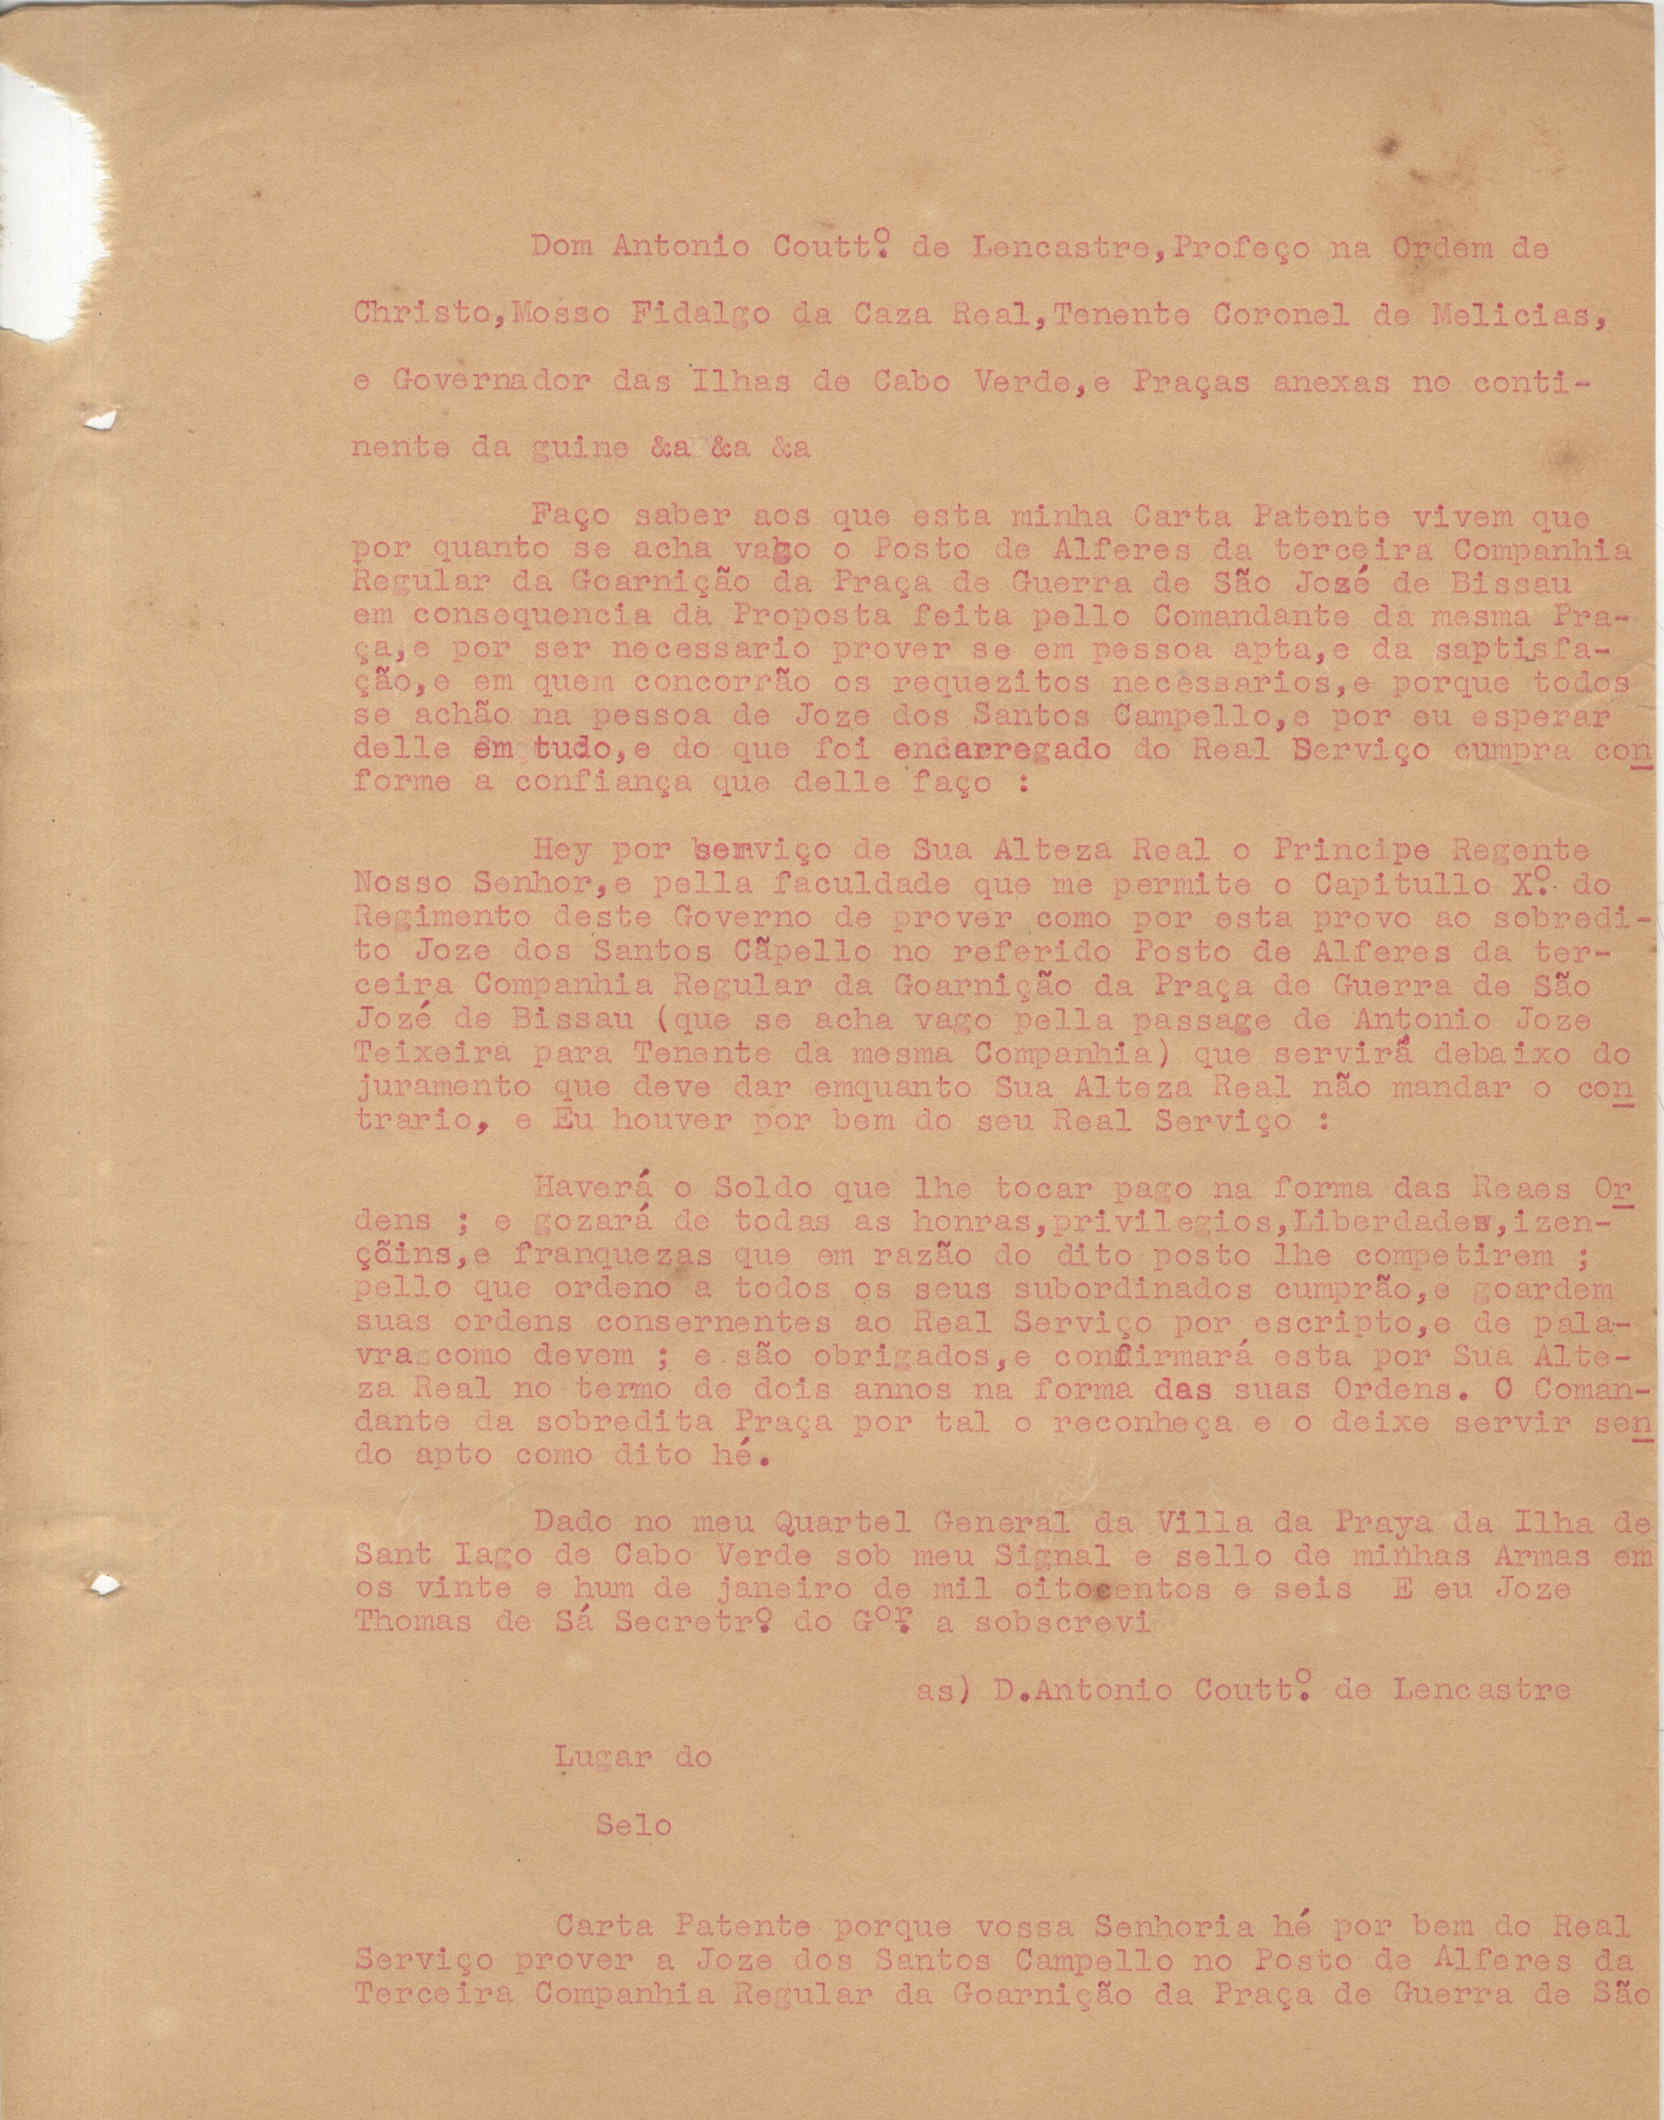 Dom Antonio Coutt.º de Lencastre,Profeço na Ordem de
Christo,Mosso Fidalgo da Caza Real,Tenente Coronel de Melicias,
e Governador das Ilhas de Cabo Verde,e Praças anexas no conti-
nente da guine &a &a &a
Faço saber aos que esta minha Carta Patente vivem que
por quanto se acha vago o Posto de Alferes da terceira Companhia
Regular da Goarnição da Praça de Guerra de São Jozé de Bissau
em consequencia da Proposta feita pello Comandante da mesma Pra-
ça,e por ser necessario prover se em pessoa apta,e da saptisfa-
ção,e em quem concorrão os requezitos necessarios,e porque todos
se achão na pessoa de Joze dos Santos Campello,e por eu esperar
delle em tudo,e do que foi encarregado do Real Serviço cumpra con
forme a confiança que delle faço :
Hey por serviço de Sua Alteza Real o Principe Regente
Nosso Senhor,e pella faculdade que me permite o Capitullo X.º do
Regimento deste Governo de prover como por esta provo ao sobredi-
to Joze dos Santos Cãpello no referido Posto de Alferes da ter-
ceira Companhia Regular da Goarnição da Praça de Guerra de São
Jozé de Bissau (que se acha vago pella passage de Antonio Joze
Teixeira para Tenente da mesma Companhia) que servirá debaixo do
juramento que deve dar emquanto Sua Alteza Real não mandar o con
trario, e Eu houver por bem do seu Real Serviço :
Haverá o Soldo que lhe tocar pago na forma das Reaes Or
dens ; e gozará de todas as honras,privilegios,Liberdades,izen-
çõins,e franquezas que em razão do dito posto lhe competirem ;
pello que ordeno a todos os seus subordinados cumprão,e goardem
suas ordens consernentes ao Real Serviço por escripto,e de pala-
vra como devem ; e são obrigados,e confirmará esta por Sua Alte-
za Real no termo de dois annos na forma das suas Ordens. O Coman-
dante da sobredita Praça por tal o reconheça e o deixe servir sen
do apto como dito hé.
Dado no meu Quartel General da Villa da Praya da Ilha de
Sant Iago de Cabo Verde sob meu Signal e sello de minhas Armas em
os vinte e hum de janeiro de mil oitocentos e seis E eu Joze
Thomas de Sá Secretr.º do G.or a sobscrevi
as) D.Antonio Coutt.º de Lencastre
Lugar do
Selo
Carta Patente porque vossa Senhoria hé por bem do Real
Serviço prover a Joze dos Santos Campello no Posto de Alferes da
Terceira Companhia Regular da Goarnição da Praça de Guerra de São